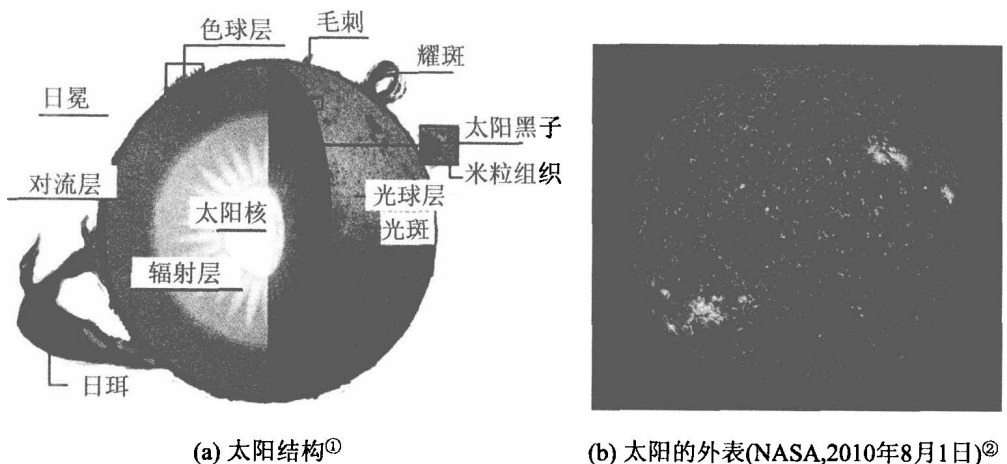 色球层
毛刺
耀斑
日冕
太阳黑子
米粒组织
对流层
光球层
太阳核
光斑
辐射层
日珥
(a) 太阳结构①
(b) 太阳的外表(NASA,2010年8月1日)②